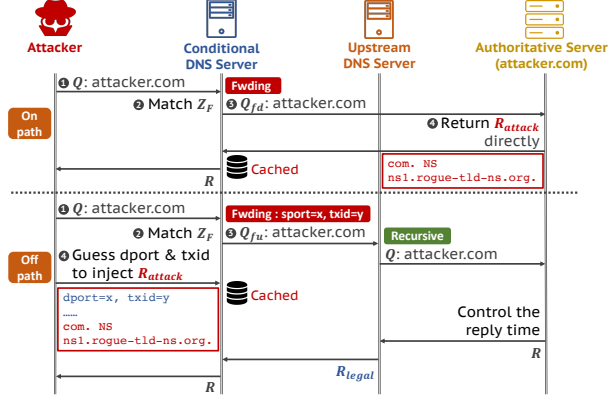 Attacker
Conditional
DNS Server
Upstream
DNS Server
Authoritative Server
(attacker.com)
On
path
❶ Q: attacker.com
❷ Match Z_F
Fwding
❸ Q_fd: attacker.com
❹ Return R_attack
directly
com. NS
ns1.rogue-tld-ns.org.
Cached
R
Off
path
❶ Q: attacker.com
❷ Match Z_F
Fwding : sport=x, txid=y
❸ Q_fu: attacker.com
Recursive
Q: attacker.com
❹ Guess dport & txid
to inject R_attack
dport=x, txid=y
……
com. NS
ns1.rogue-tld-ns.org.
Cached
Control the
reply time
R
R_legal
R